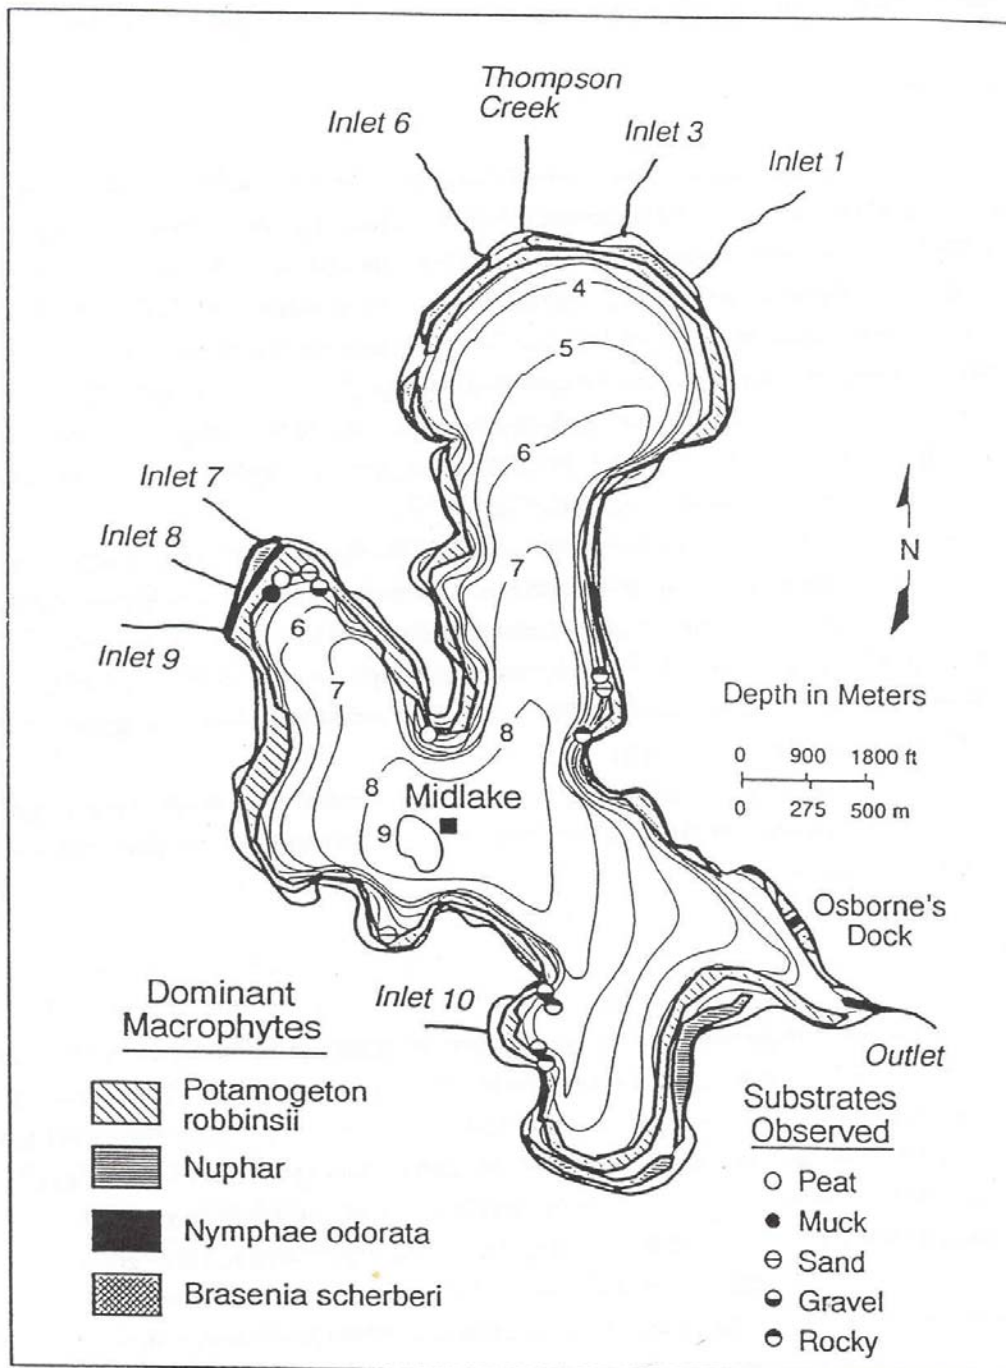 Thompson
Creek
Inlet 6
Inlet 3
Inlet 1
4
5
6
Inlet 7
Inlet 8
Inlet 9
N
7
6
7
8
8
Midlake
9
Depth in Meters
0 900 1800 ft
0 275 500 m
Osborne's
Dock
Inlet 10
Outlet
Dominant
Macrophytes
Potamogeton
robbinsii
Nuphar
Nymphae odorata
Brasenia scherberi
Substrates
Observed
Peat
Muck
Sand
Gravel
Rocky